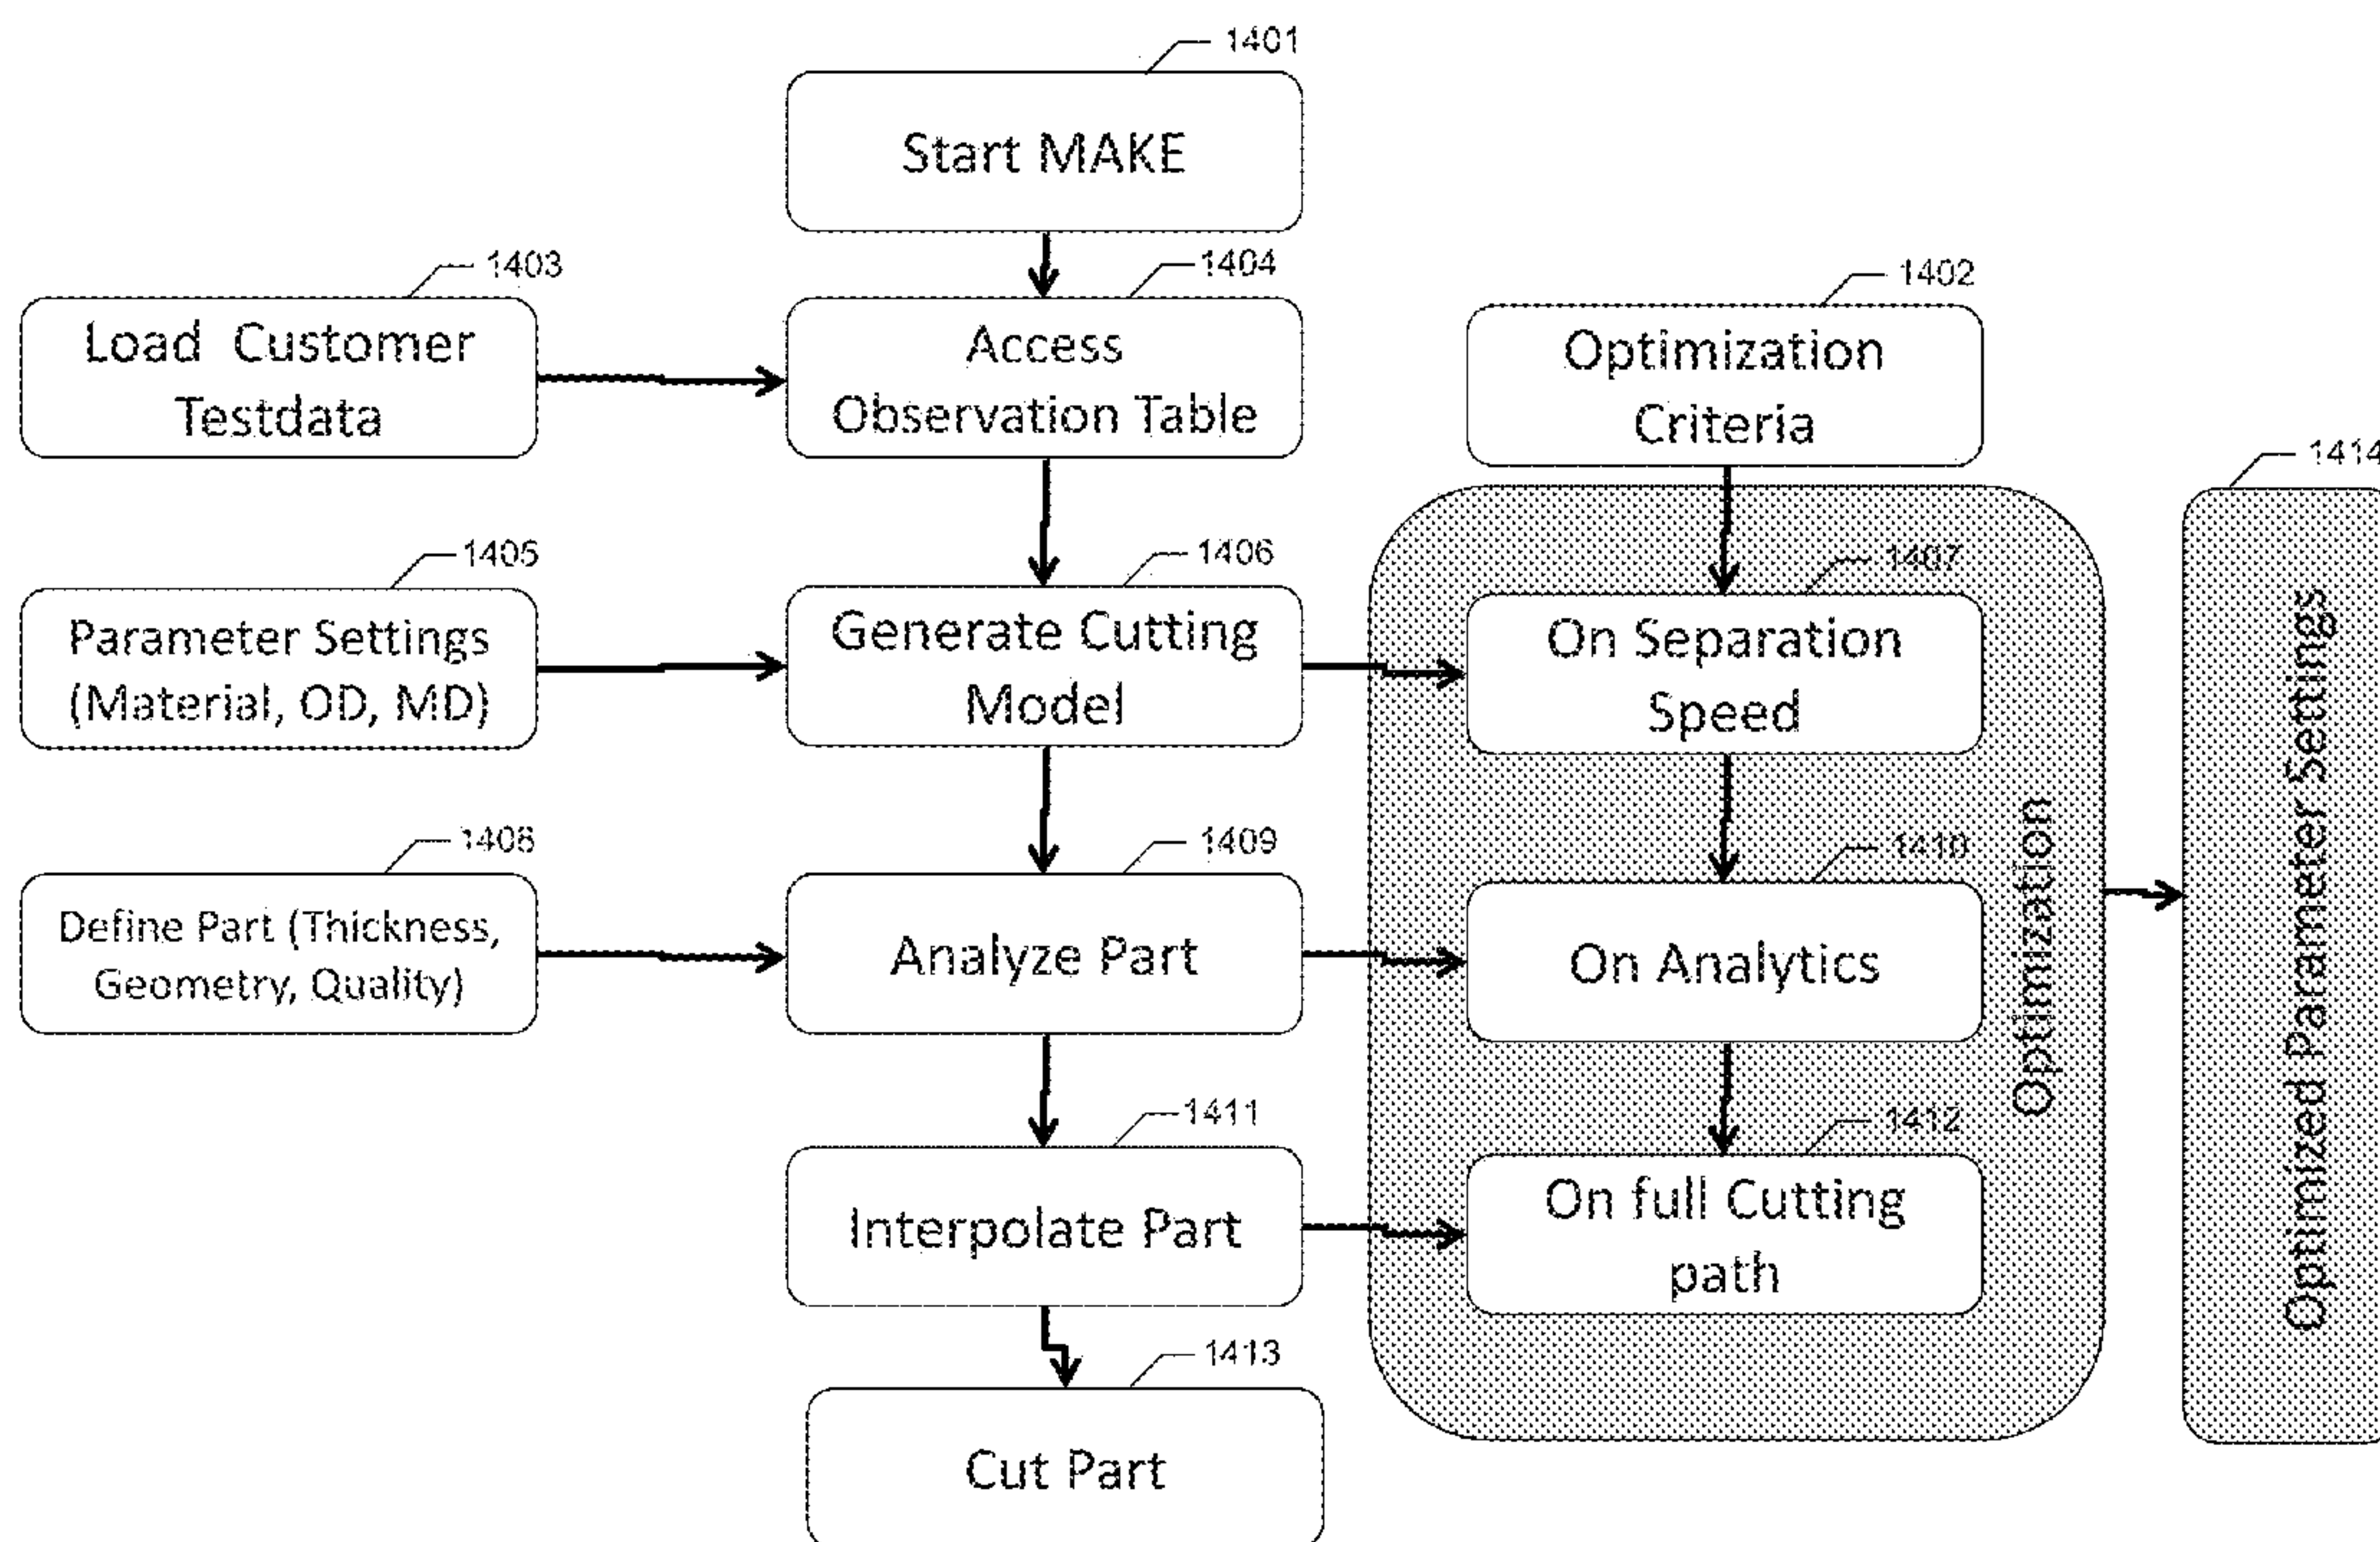 1401
Start MAKE
1403
Load Customer
Testdata
1404
Access
Observation Table
1402
Optimization
Criteria
1405
Parameter Settings
(Material, OD, MD)
1406
Generate Cutting
Model
1407
On Separation
Speed
1408
Define Part (Thickness,
Geometry, Quality)
1409
Analyze Part
1410
On Analytics
1411
Interpolate Part
1412
On full Cutting
path
Optimization
1413
Cut Part
1414
Optimized Parameter Settings